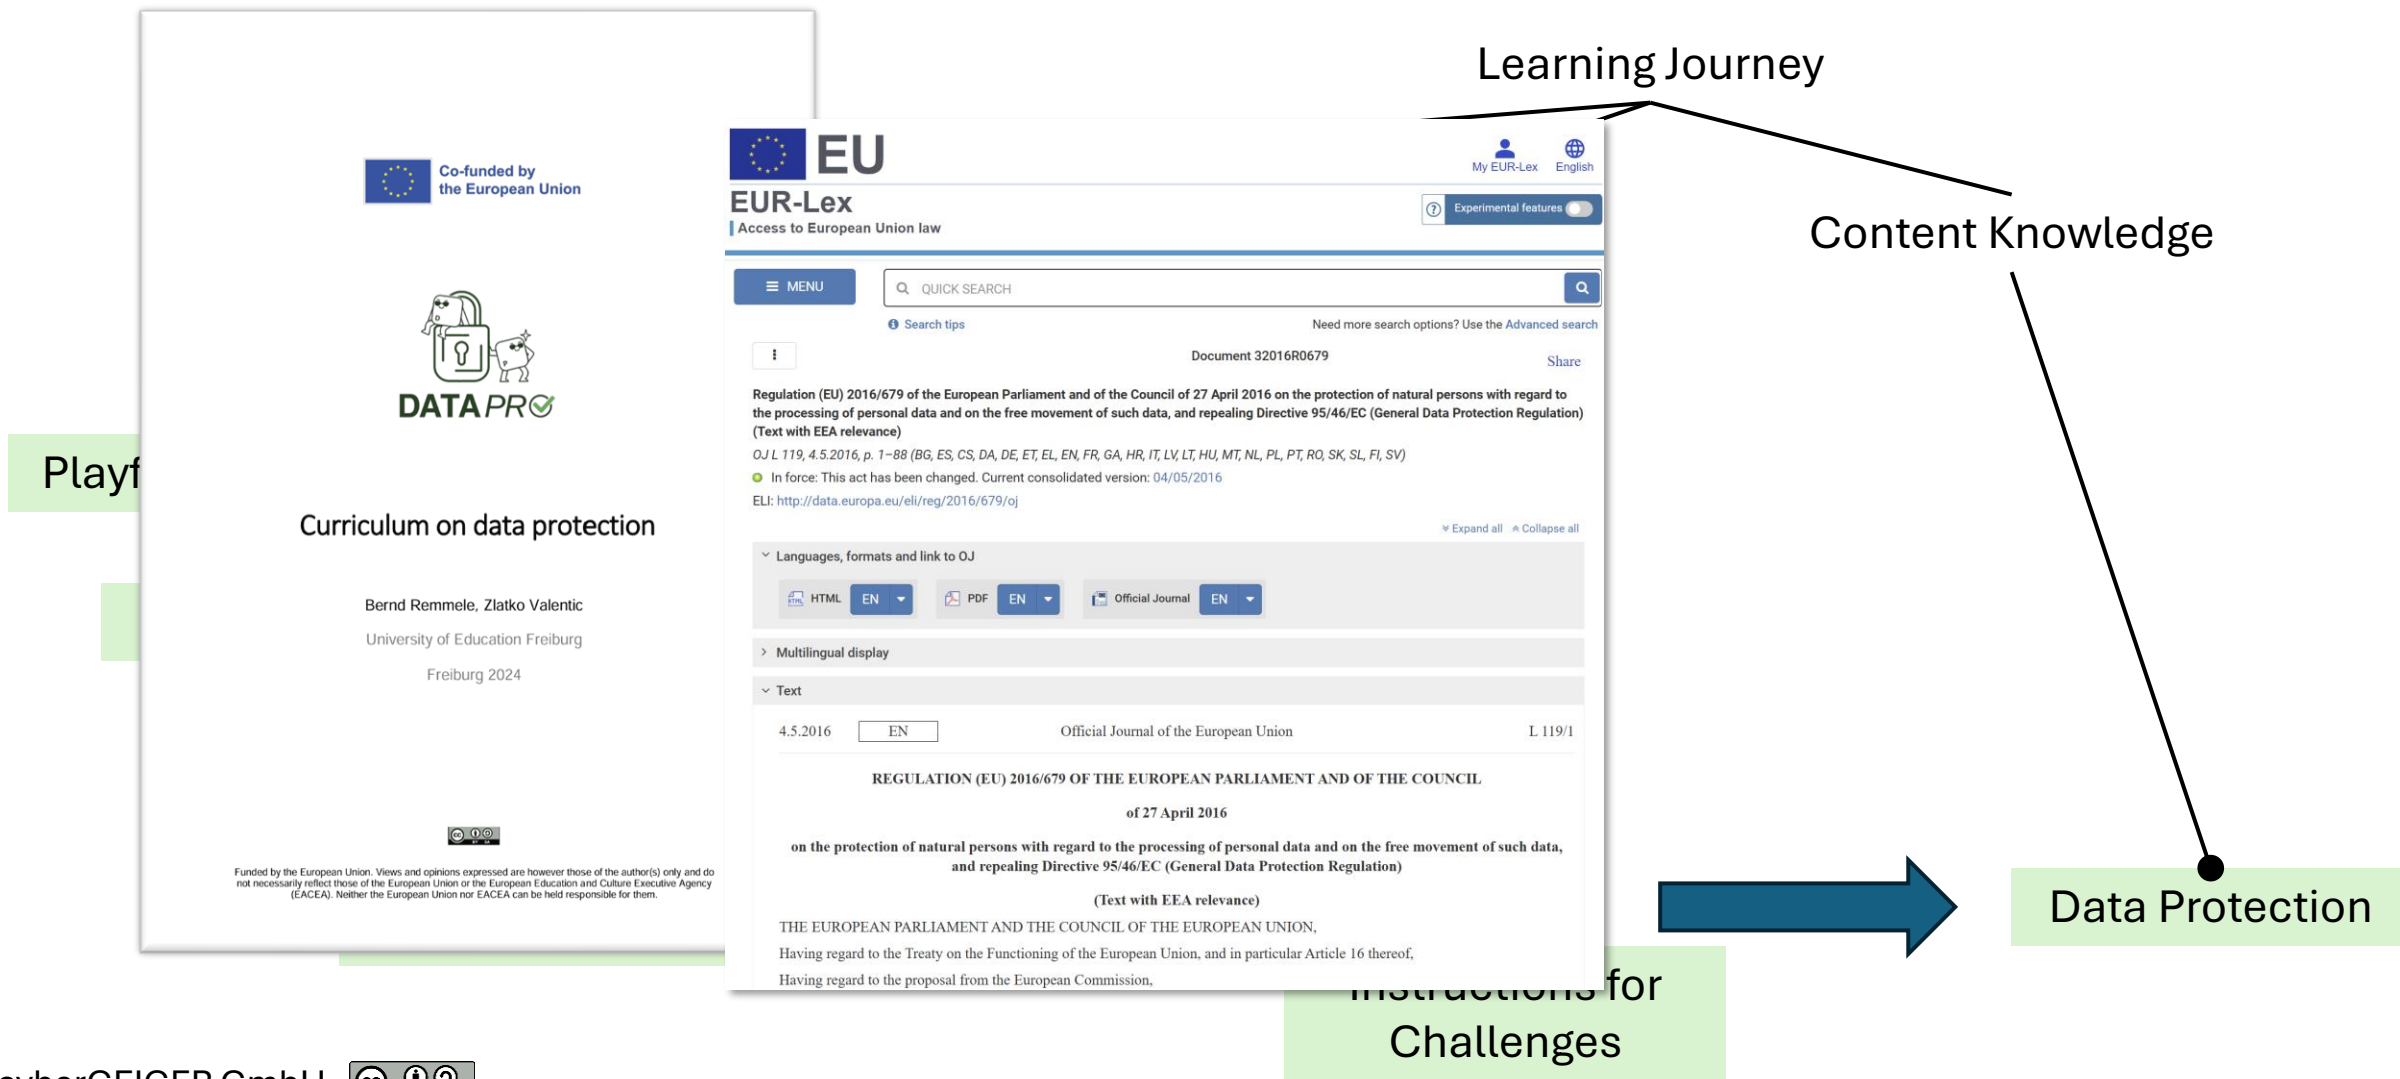 Learning Journey
Content Knowledge
Data Protection
for
Challenges
Co-funded by
the European Union
DATAPRO
Curriculum on data protection
Bernd Remmele, Zlatko Valentic
University of Education Freiburg
Freiburg 2024
Funded by the European Union. Views and opinions expressed are however those of the author(s) only and do
not necessarily reflect those of the European Union or the European Education and Culture Executive Agency
(EACEA). Neither the European Union nor EACEA can be held responsible for them.
EU
My EUR-Lex English
EUR-Lex
Access to European Union law
Experimental features
MENU
QUICK SEARCH
Search tips
Need more search options? Use the Advanced search
Document 32016R0679
Share
Regulation (EU) 2016/679 of the European Parliament and of the Council of 27 April 2016 on the protection of natural persons with regard to
the processing of personal data and on the free movement of such data, and repealing Directive 95/46/EC (General Data Protection Regulation)
(Text with EEA relevance)
OJ L 119, 4.5.2016, p. 1–88 (BG, ES, CS, DA, DE, ET, EL, EN, FR, GA, HR, IT, LV, LT, HU, MT, NL, PL, PT, RO, SK, SL, FI, SV)
In force: This act has been changed. Current consolidated version: 04/05/2016
ELI: http://data.europa.eu/eli/reg/2016/679/oj
Expand all Collapse all
Languages, formats and link to OJ
HTML EN PDF EN Official Journal EN
Multilingual display
Text
4.5.2016 EN Official Journal of the European Union L 119/1
REGULATION (EU) 2016/679 OF THE EUROPEAN PARLIAMENT AND OF THE COUNCIL
of 27 April 2016
on the protection of natural persons with regard to the processing of personal data and on the free movement of such data,
and repealing Directive 95/46/EC (General Data Protection Regulation)
(Text with EEA relevance)
THE EUROPEAN PARLIAMENT AND THE COUNCIL OF THE EUROPEAN UNION,
Having regard to the Treaty on the Functioning of the European Union, and in particular Article 16 thereof,
Having regard to the proposal from the European Commission,